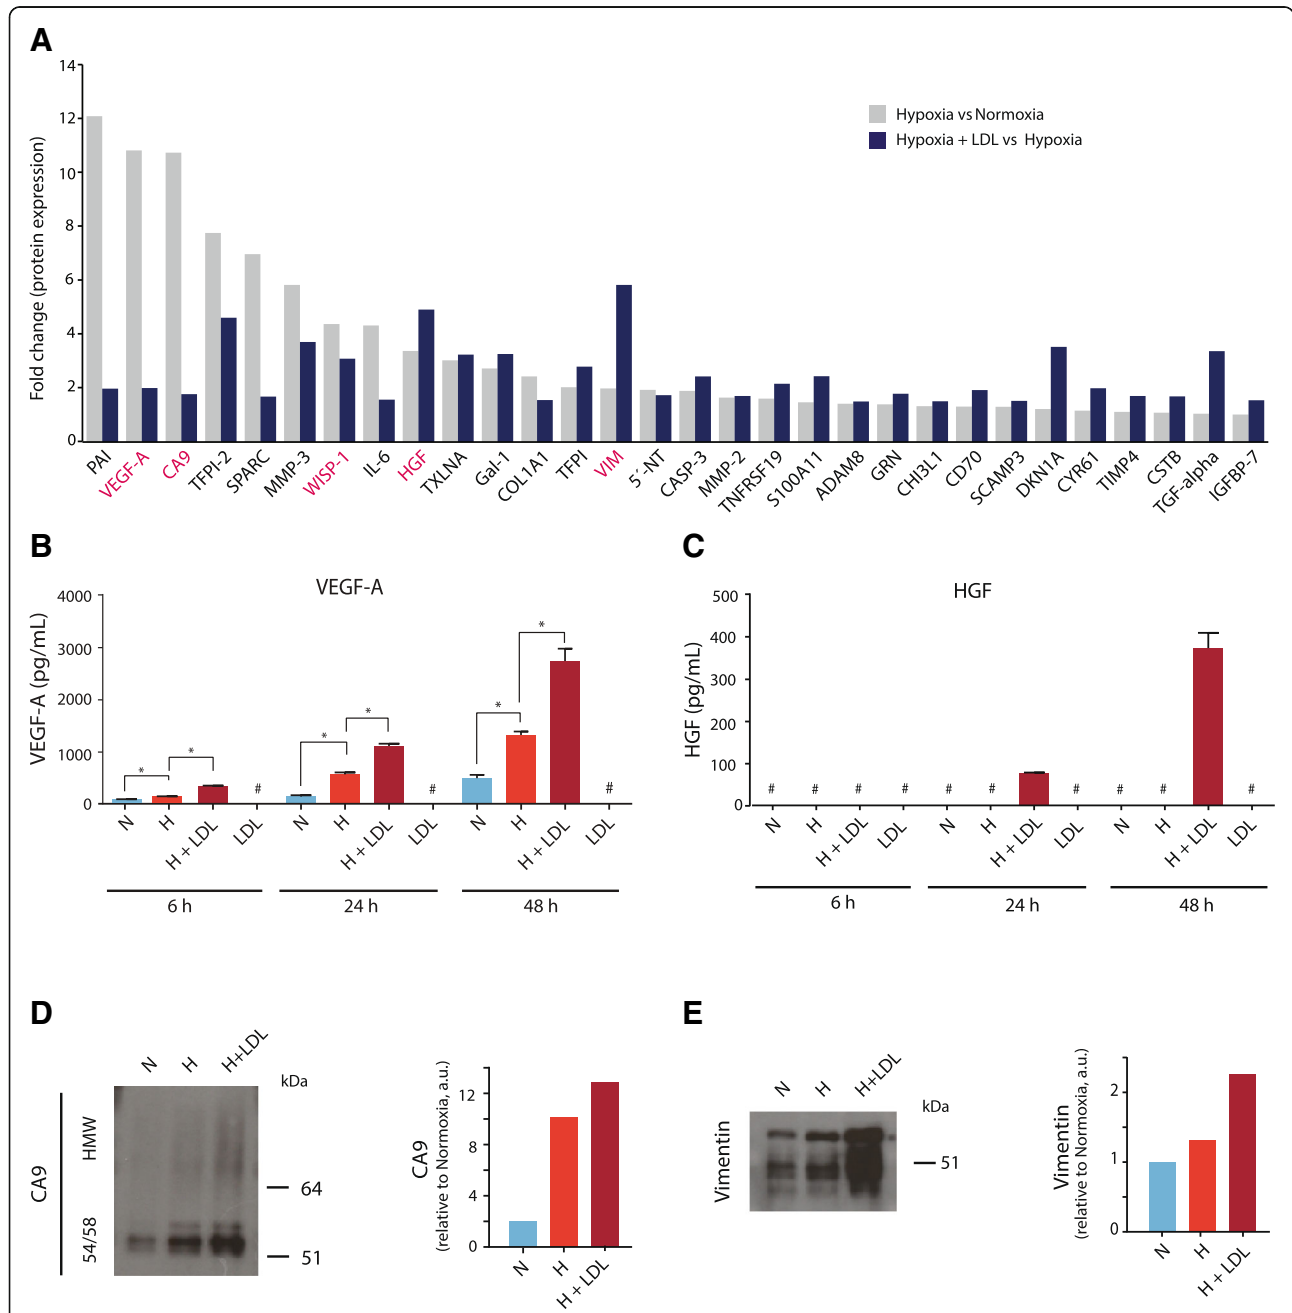 A
14
12
10
8
6
4
2
0
Fold change (protein expression)
Hypoxia vs Normoxia
Hypoxia + LDL vs Hypoxia
PAI
VEGF-A
CA9
TFPI-2
SPARC
MMP-3
WISP-1
IL-6
HGF
TXLNA
Gal-1
COL1A1
TFPI
VIM
5´-NT
CASP-3
MMP-2
TNFRSF19
S100A11
ADAM8
GRN
CHI3L1
CD70
SCAMP3
DKN1A
CYR61
TIMP4
CSTB
TGF-alpha
IGFBP-7
B
VEGF-A
VEGF-A (pg/mL)
4000
3000
2000
1000
0
* * # * * # * * #
N H H + LDL LDL N H H + LDL LDL N H H + LDL LDL
6 h 24 h 48 h
C
HGF
HGF (pg/mL)
500
400
300
200
100
0
# # # # # # # # # #
N H H + LDL LDL N H H + LDL LDL N H H + LDL LDL
6 h 24 h 48 h
D
N H H+LDL
kDa
CA9
HMW
54/58
64
51
CA9
(relative to Normoxia, a.u.)
12
8
4
0
N H H + LDL
E
N H H+LDL
kDa
Vimentin
51
Vimentin
(relative to Normoxia, a.u.)
2
1
0
N H H + LDL